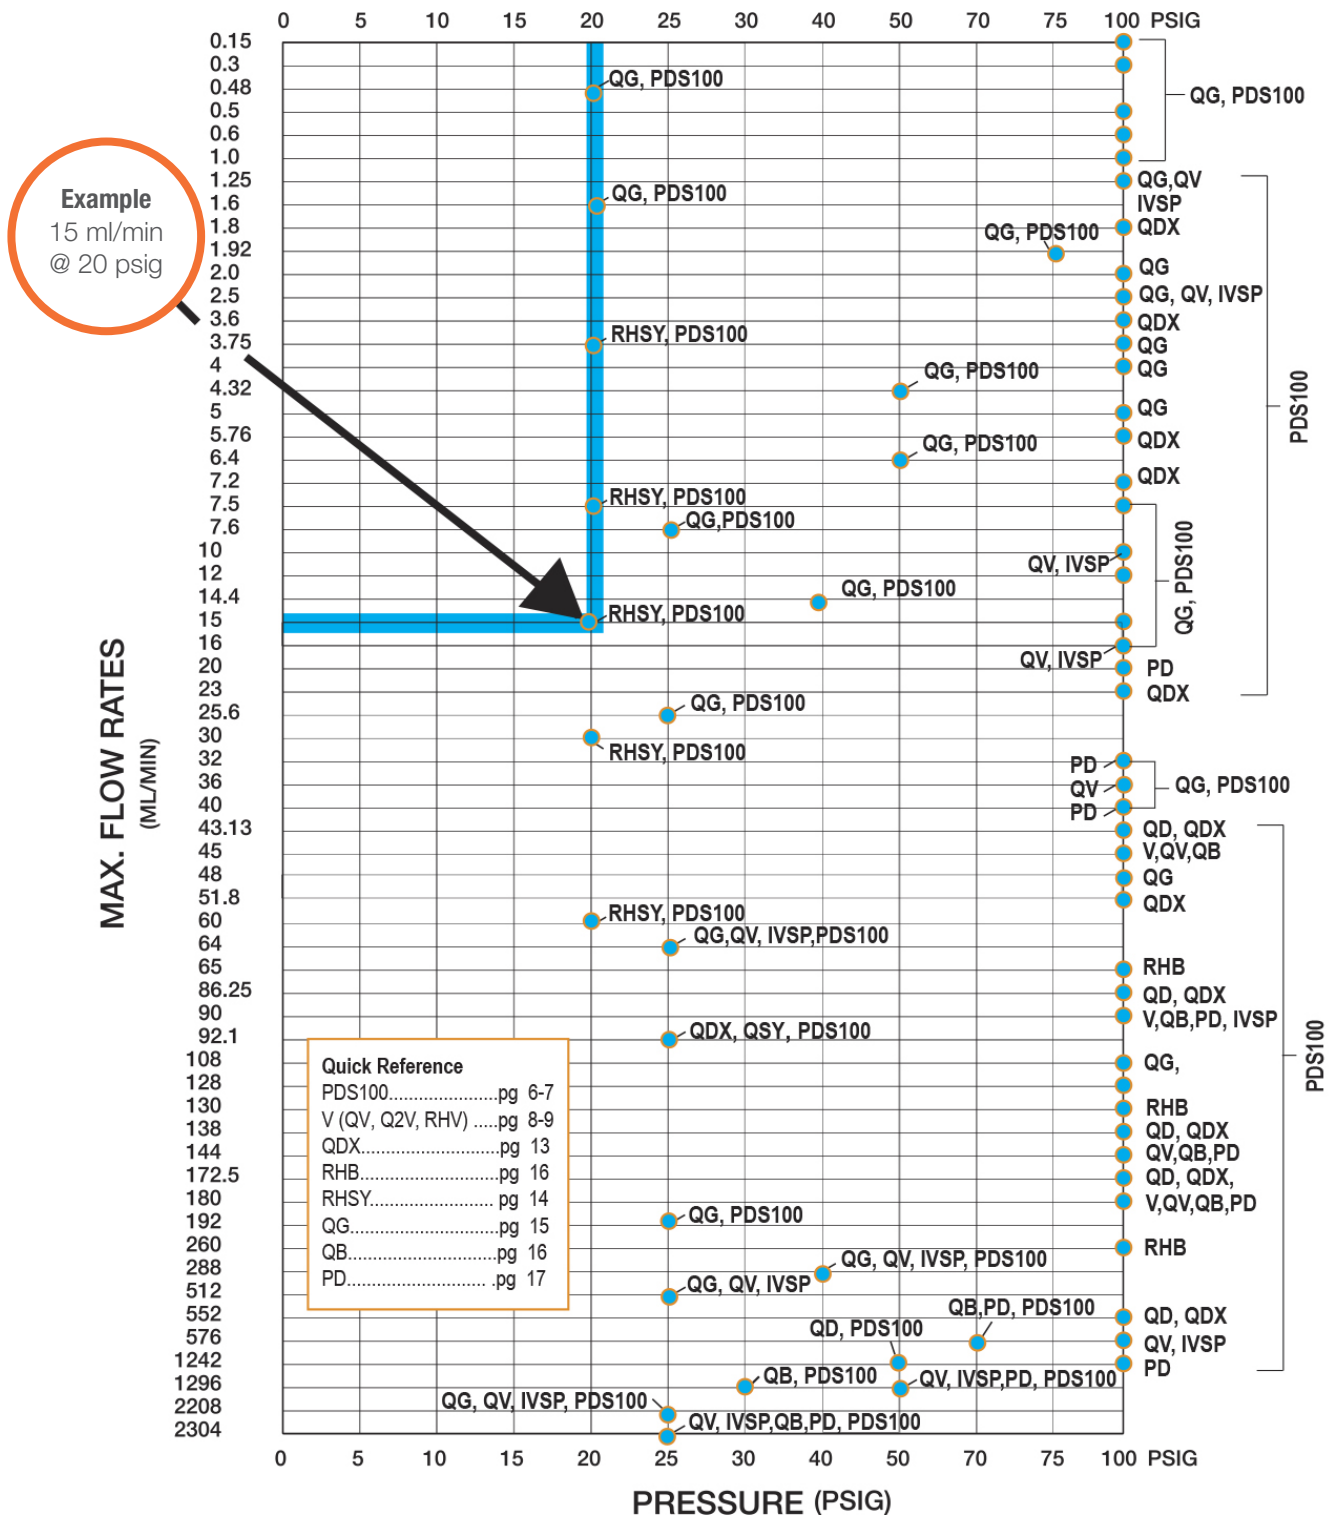 0 5 10 15 20 25 30 40 50 70 75 100 PSIG
0.15
0.3
0.48 QG, PDS100
QG, PDS100
0.5
0.6
1.0
1.25 QG,QV
Example
15 ml/min
@ 20 psig
1.6 QG, PDS100 IVSP
1.8 QDX
1.92 QG, PDS100
2.0 QG
2.5 QG, QV, IVSP
3.6 QDX
3.75 RHSY, PDS100 QG
4 QG
4.32 QG, PDS100
PDS100
5 QG
5.76 QDX
6.4 QG, PDS100
7.2 QDX
7.5 RHSY, PDS100
7.6 QG,PDS100
QG, PDS100
10 QV, IVSP
12
14.4 QG, PDS100
15 RHSY, PDS100
16 QV, IVSP
20 PD
23 QDX
25.6 QG, PDS100
30 RHSY, PDS100
32 PD
36 QV QG, PDS100
40 PD
43.13 QD, QDX
45 V,QV,QB
48 QG
51.8 QDX
60 RHSY, PDS100
64 QG,QV, IVSP,PDS100
65 RHB
86.25 QD, QDX
90 V,QB,PD, IVSP
92.1 QDX, QSY, PDS100
PDS100
108 QG,
128
130 RHB
138 QD, QDX
144 QV,QB,PD
172.5 QD, QDX,
180 V,QV,QB,PD
192 QG, PDS100
260 RHB
288 QG, QV, IVSP, PDS100
512 QG, QV, IVSP
552 QB,PD, PDS100 QD, QDX
576 QD, PDS100 QV, IVSP
1242 PD
1296 QB, PDS100 QV, IVSP,PD, PDS100
2208 QG, QV, IVSP, PDS100
2304 QV, IVSP,QB,PD, PDS100
MAX. FLOW RATES
(ML/MIN)
Quick Reference
PDS100......................pg 6-7
V (QV, Q2V, RHV) .....pg 8-9
QDX............................pg 13
RHB............................pg 16
RHSY.........................pg 14
QG..............................pg 15
QB..............................pg 16
PD............................ .pg 17
0 5 10 15 20 25 30 40 50 70 75 100 PSIG
PRESSURE (PSIG)